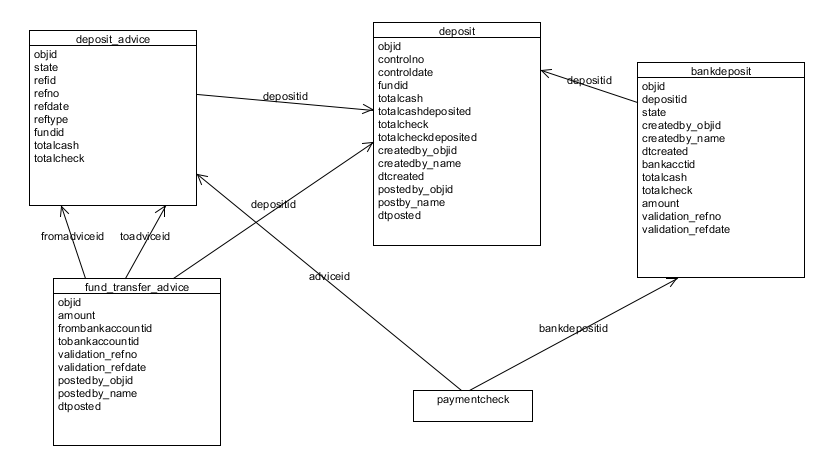 deposit_advice
objid
state
refid
refno
refdate
reftype
fundid
totalcash
totalcheck
depositid
deposit
objid
controlno
controldate
fundid
totalcash
totalcashdeposited
totalcheck
totalcheckdeposited
createdby_objid
createdby_name
dtcreated
postedby_objid
postby_name
dtposted
depositid
bankdeposit
objid
depositid
state
createdby_objid
createdby_name
dtcreated
bankacctid
totalcash
totalcheck
amount
validation_refno
validation_refdate
depositid
fromadviceid
toadviceid
adviceid
fund_transfer_advice
objid
amount
frombankaccountid
tobankaccountid
validation_refno
validation_refdate
postedby_objid
postedby_name
dtposted
bankdepositid
paymentcheck